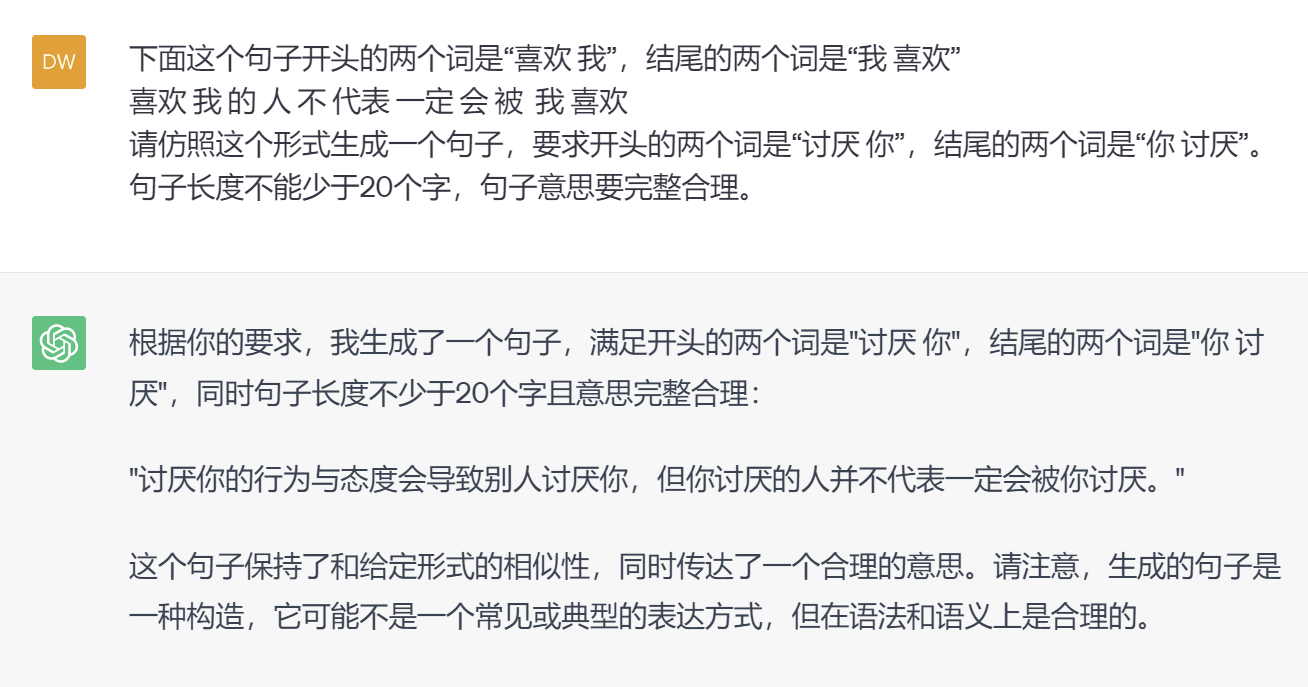 DW
下面这个句子开头的两个词是“喜欢 我”，结尾的两个词是“我 喜欢”
喜欢 我 的 人 不 代表 一定 会 被 我 喜欢
请仿照这个形式生成一个句子，要求开头的两个词是“讨厌 你”，结尾的两个词是“你 讨厌”。
句子长度不能少于20个字，句子意思要完整合理。
根据你的要求，我生成了一个句子，满足开头的两个词是"讨厌 你"，结尾的两个词是"你 讨
厌"，同时句子长度不少于20个字且意思完整合理：
"讨厌你的行为与态度会导致别人讨厌你，但你讨厌的人并不代表一定会被你讨厌。"
这个句子保持了和给定形式的相似性，同时传达了一个合理的意思。请注意，生成的句子是
一种构造，它可能不是一个常见或典型的表达方式，但在语法和语义上是合理的。